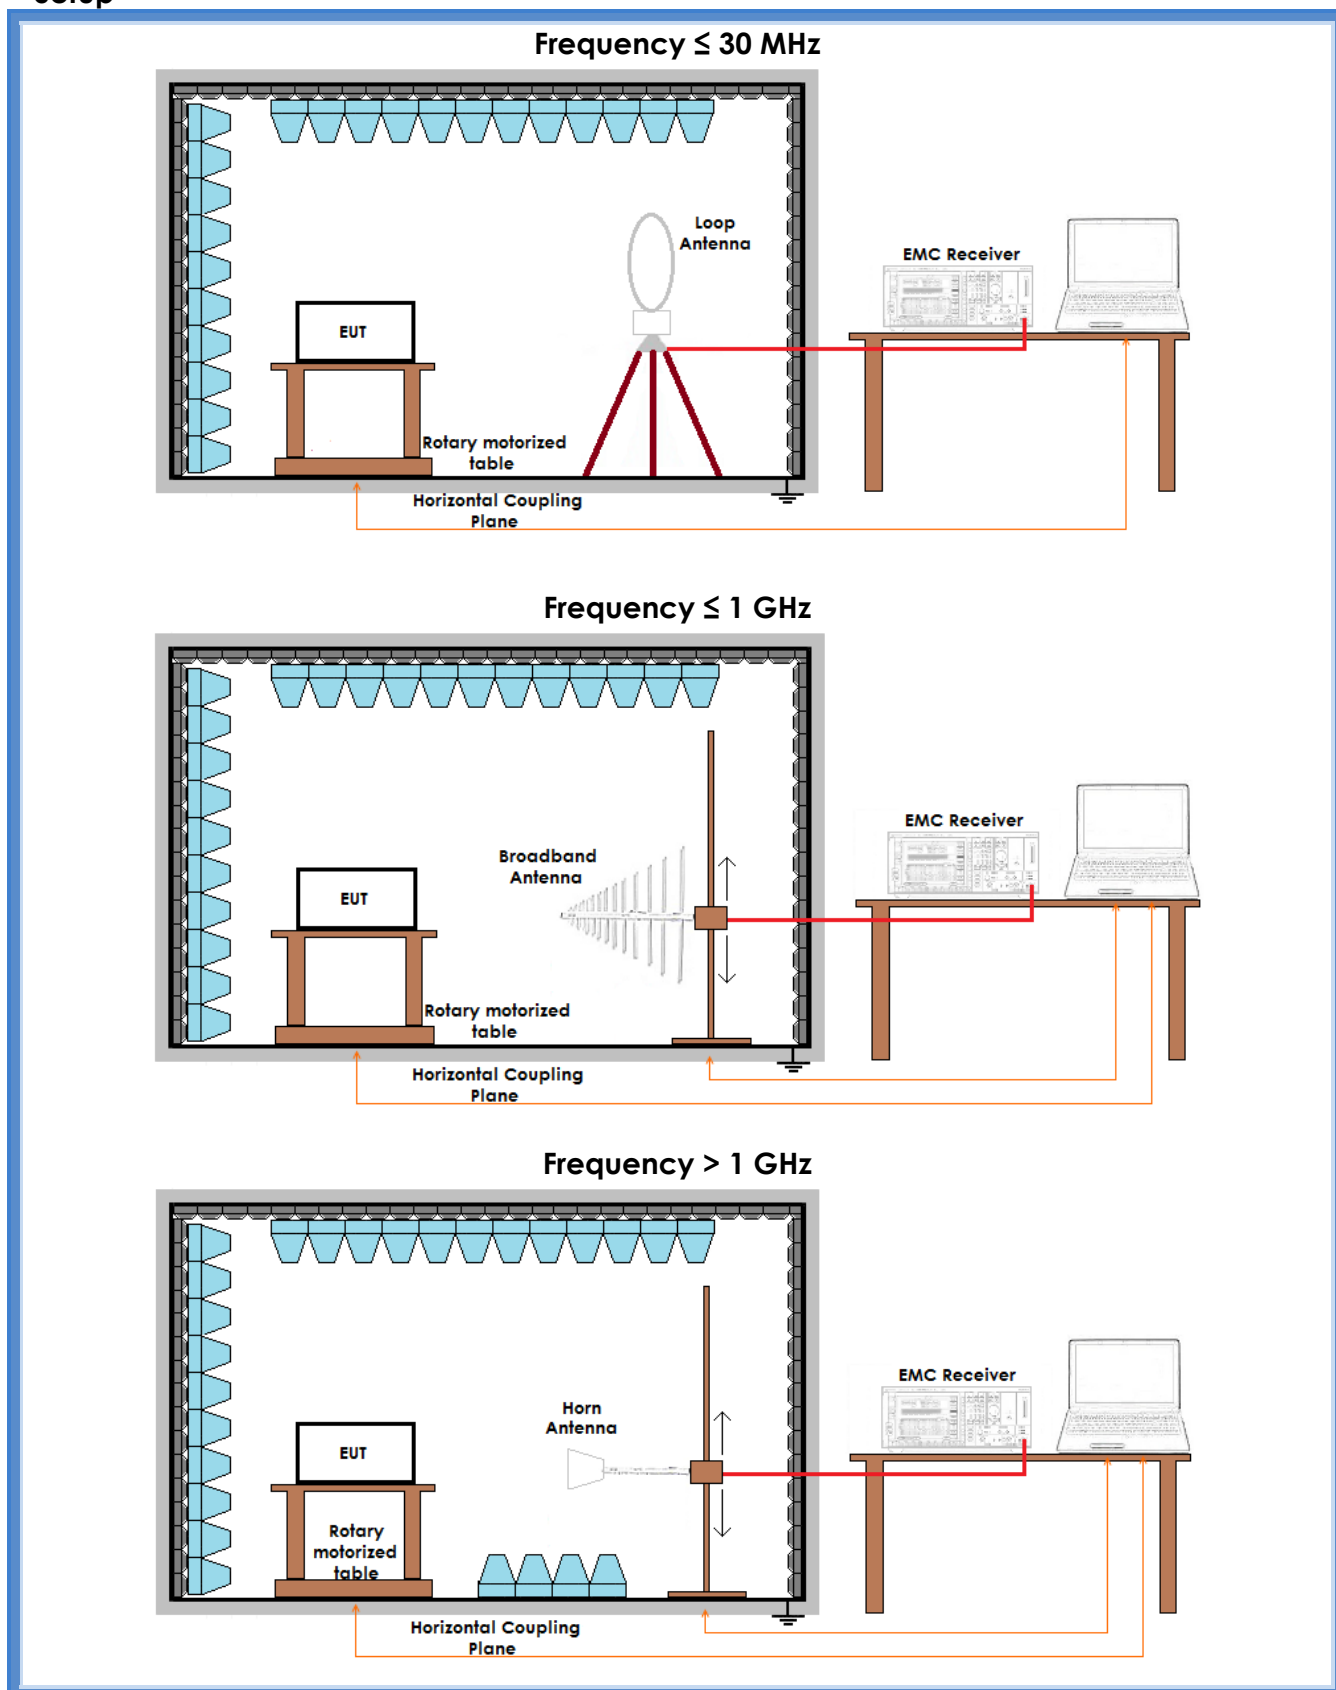 Setup
Frequency ≤ 30 MHz
Loop
Antenna
EMC Receiver
EUT
Rotary motorized
table
Horizontal Coupling
Plane
Frequency ≤ 1 GHz
EMC Receiver
Broadband
Antenna
EUT
Rotary motorized
table
Horizontal Coupling
Plane
Frequency > 1 GHz
EMC Receiver
Horn
Antenna
EUT
Rotary
motorized
table
Horizontal Coupling
Plane